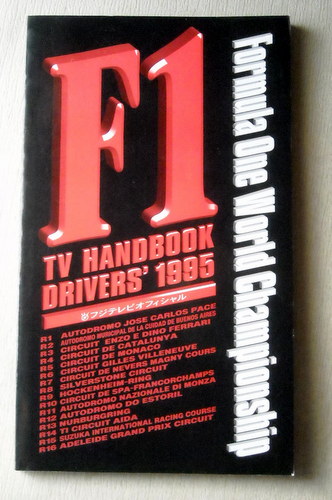 F1
TV HANDBOOK
DRIVERS' 1995
フジテレビオフィシャル
Formula One World Championship
R1 AUTODROMO JOSE CARLOS PACE
R2 AUTODROMO MUNICIPAL DE LA CUIDAD DE BUENOS AIRES
R3 CIRCUIT ENZO E DINO FERRARI
R4 CIRCUIT DE CATALUNYA
R5 CIRCUIT DE MONACO
R6 CIRCUIT GILLES VILLENEUVE
R7 CIRCUIT DE NEVERS MAGNY COURS
R8 SILVERSTONE CIRCUIT
R9 HOCKENHEIM-RING
R10 CIRCUIT DE SPA-FRANCORCHAMPS
R11 AUTODROMO NAZIONALE DI MONZA
R12 AUTODROMO DO ESTORIL
R13 NURBURGRING
R14 TI CIRCUIT AIDA
R15 SUZUKA INTERNATIONAL RACING COURSE
R16 ADELEIDE GRAND PRIX CIRCUIT